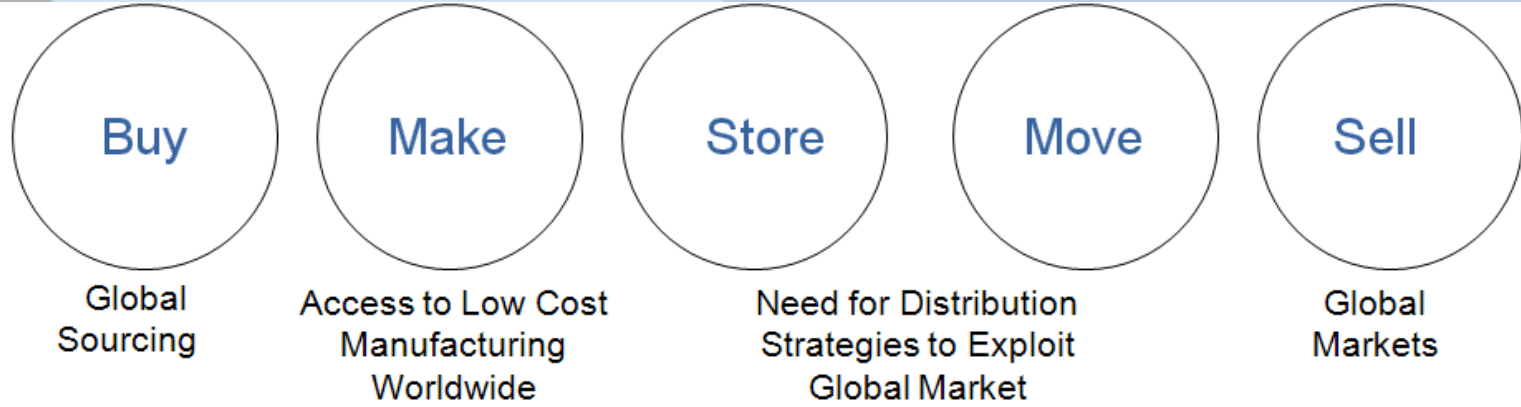 Buy
Make
Store
Move
Sell
Global
Sourcing
Access to Low Cost
Manufacturing
Worldwide
Need for Distribution
Strategies to Exploit
Global Market
Global
Markets